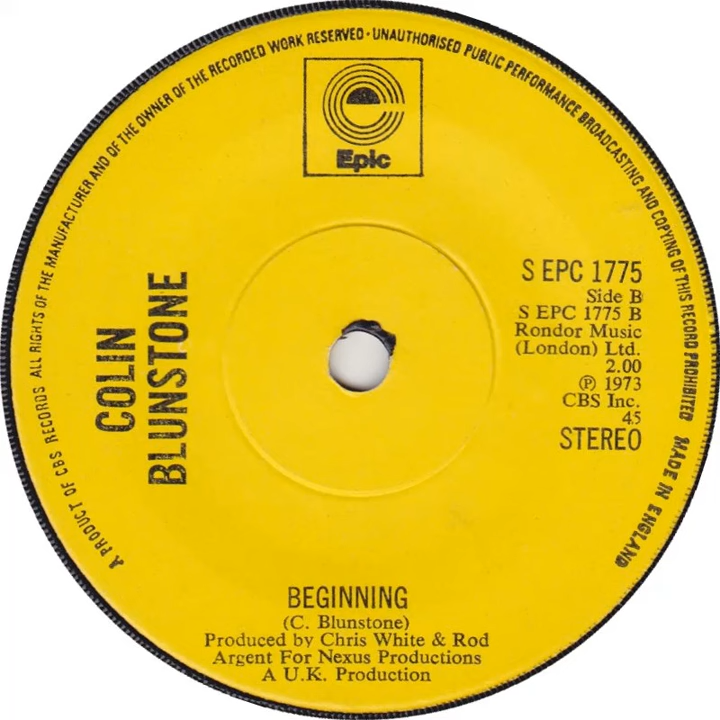 A PRODUCT OF CBS RECORDS ALL RIGHTS OF THE MANUFACTURER AND OF THE OWNER OF THE RECORDED WORK RESERVED · UNAUTHORISED PUBLIC PERFORMANCE BROADCASTING AND COPYING OF THIS RECORD PROHIBITED MADE IN ENGLAND
Epic
COLIN
BLUNSTONE
S EPC 1775
Side B
S EPC 1775 B
Rondor Music
(London) Ltd.
2.00
℗ 1973
CBS Inc.
45
STEREO
BEGINNING
(C. Blunstone)
Produced by Chris White & Rod
Argent For Nexus Productions
A U.K. Production